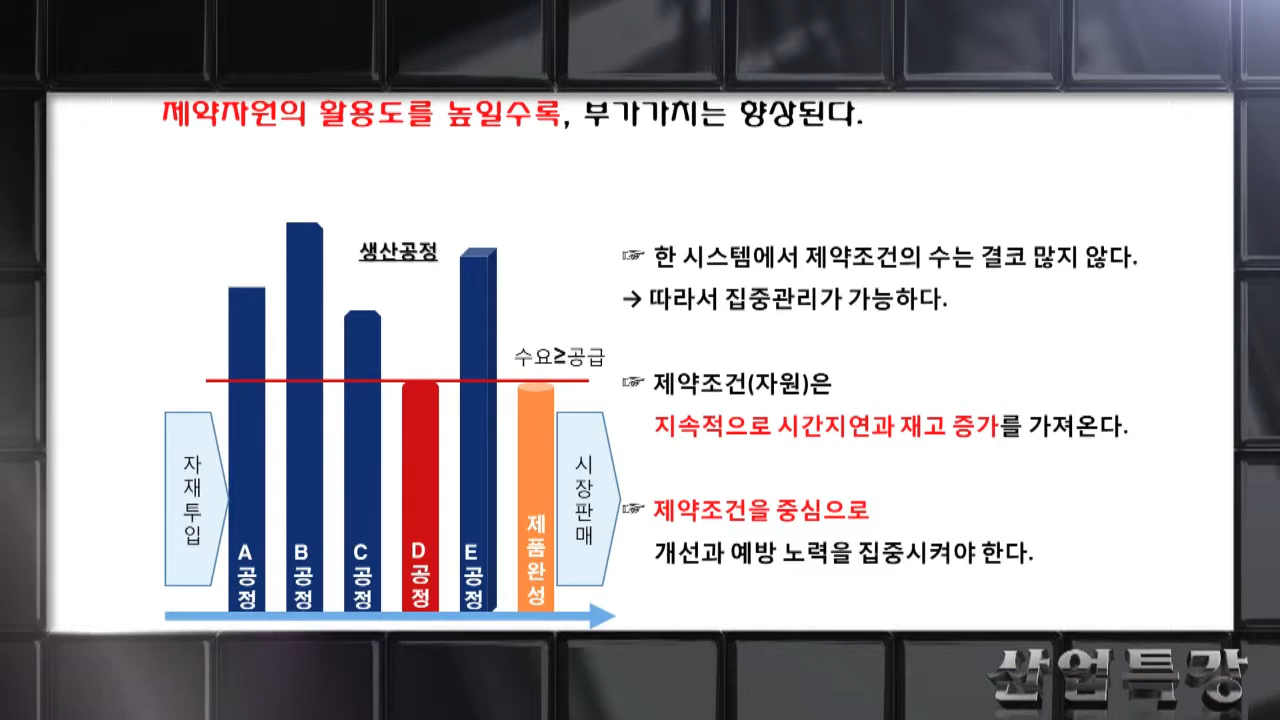 제약자원의 활용도를 높일수록, 부가가치는 향상된다.
생산공정
수요≥공급
자재투입
A공정
B공정
C공정
D공정
E공정
제품완성
시장판매
☞ 한 시스템에서 제약조건의 수는 결코 많지 않다.
→ 따라서 집중관리가 가능하다.
☞ 제약조건(자원)은
지속적으로 시간지연과 재고 증가를 가져온다.
☞ 제약조건을 중심으로
개선과 예방 노력을 집중시켜야 한다.
산업특강